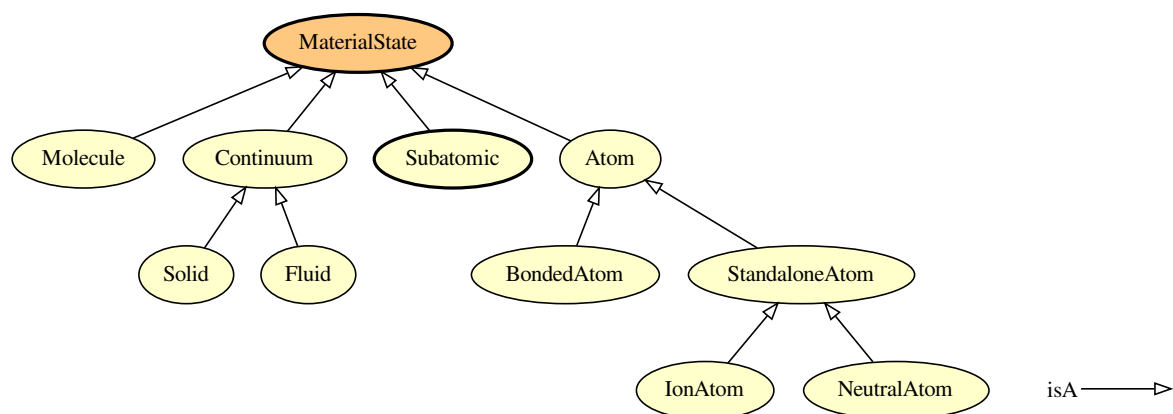 MaterialState
Molecule
Continuum
Subatomic
Atom
Solid
Fluid
BondedAtom
StandaloneAtom
IonAtom
NeutralAtom
isA